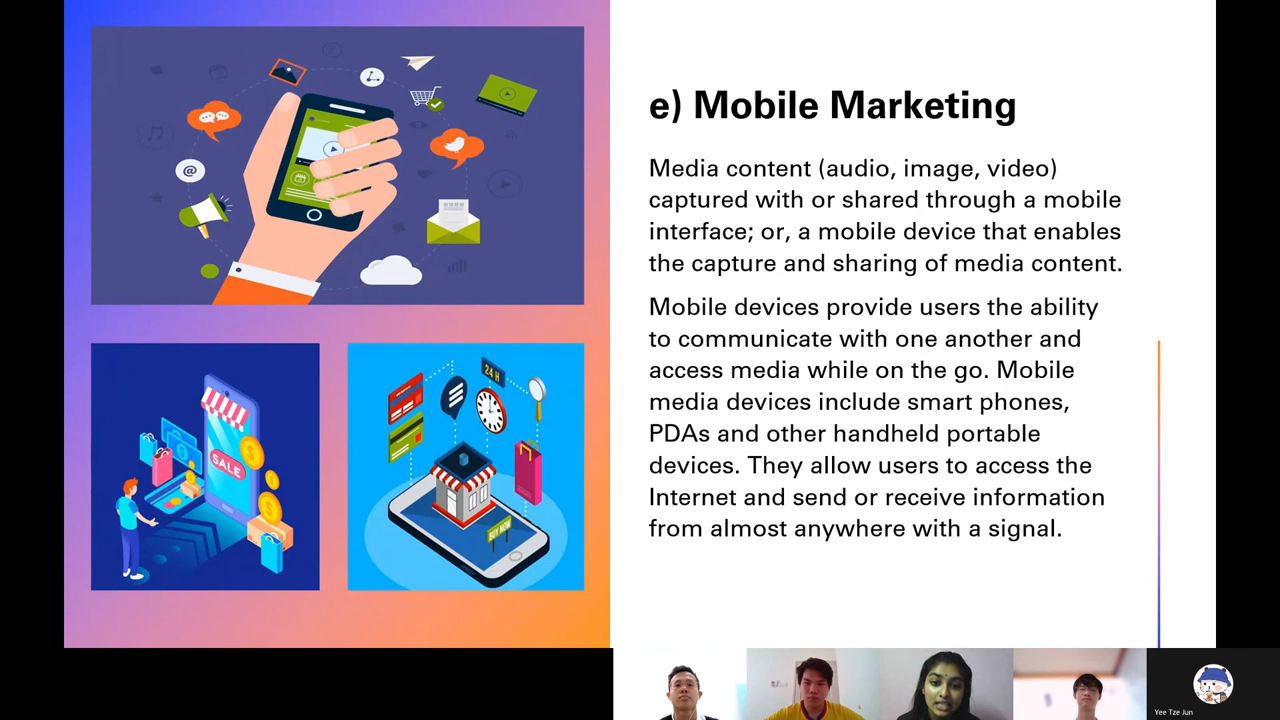 e) Mobile Marketing
Media content (audio, image, video)
captured with or shared through a mobile
interface; or, a mobile device that enables
the capture and sharing of media content.
Mobile devices provide users the ability
to communicate with one another and
access media while on the go. Mobile
media devices include smart phones,
PDAs and other handheld portable
devices. They allow users to access the
Internet and send or receive information
from almost anywhere with a signal.
@
SALE
24 H
BUY NOW
Yee Tze Jun